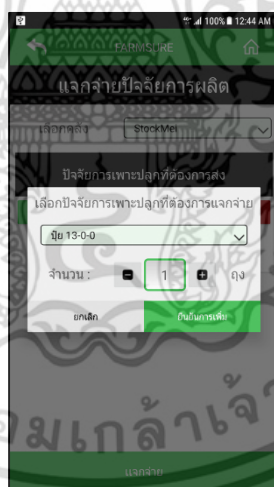 100% 12:44 AM
FARMSURE
แจกจ่ายปัจจัยการผลิต
เลือกคลัง StockMel
ปัจจัยการเพาะปลูกที่ต้องการส่ง
เลือกปัจจัยการเพาะปลูกที่ต้องการแจกจ่าย
ปุ๋ย 13-0-0
จำนวน : 1 ถุง
ยกเลิก ยืนยันการเพิ่ม
แจกจ่าย